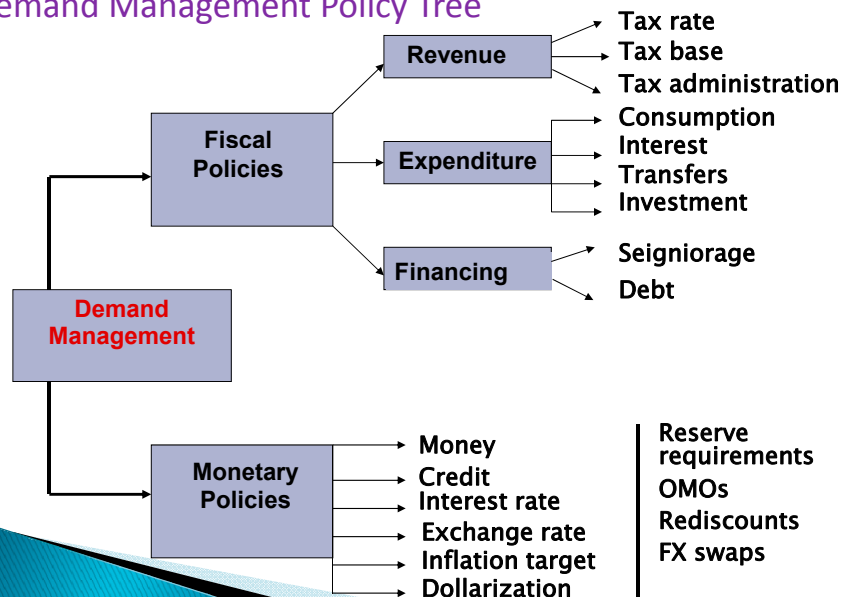 emand Management Policy Tree
Revenue
Tax rate
Tax base
Tax administration
Fiscal
Policies
Expenditure
Consumption
Interest
Transfers
Investment
Financing
Seigniorage
Debt
Demand
Management
Monetary
Policies
Money
Credit
Interest rate
Exchange rate
Inflation target
Dollarization
Reserve
requirements
OMOs
Rediscounts
FX swaps